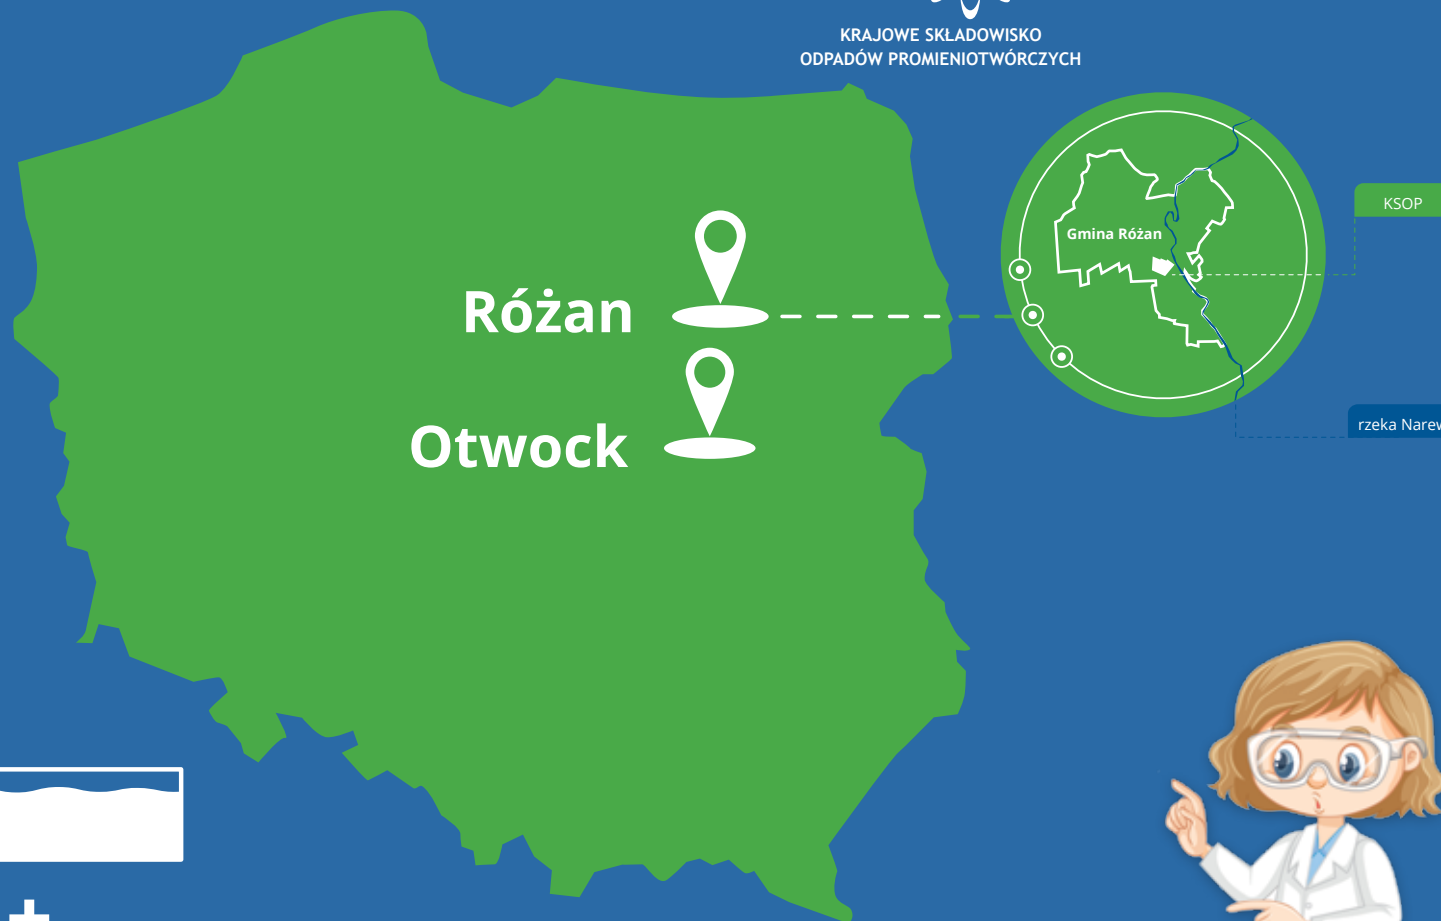 KRAJOWE SKŁADOWISKO
ODPADÓW PROMIENIOTWÓRCZYCH
KSOP
Gmina Różan
Różan
rzeka Narew
Otwock